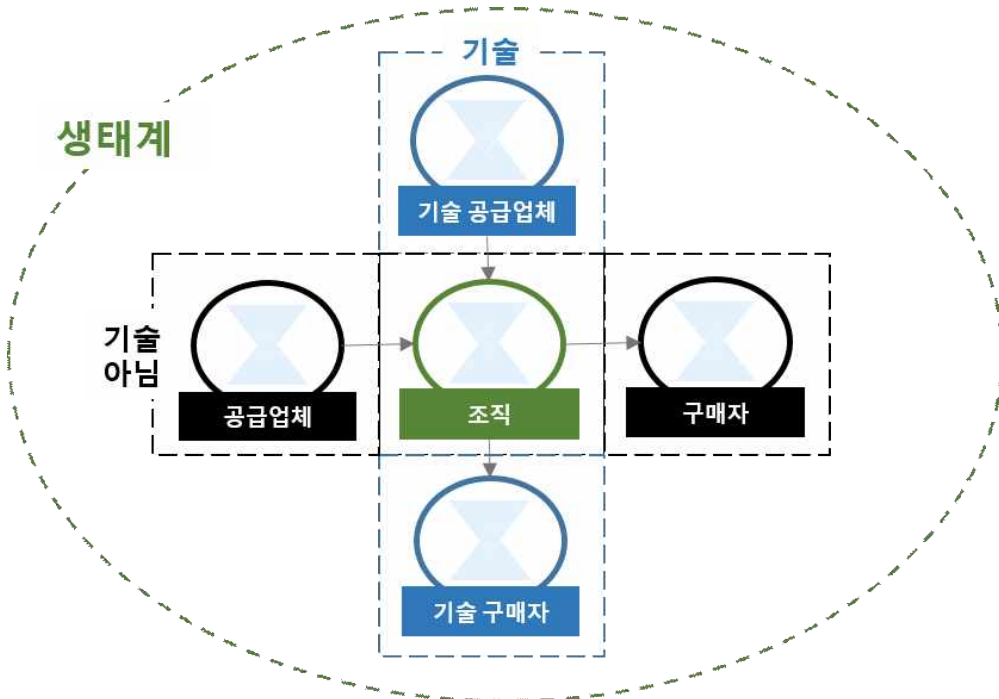 기술
생태계
기술 공급업체
기술
아님
공급업체
조직
구매자
기술 구매자